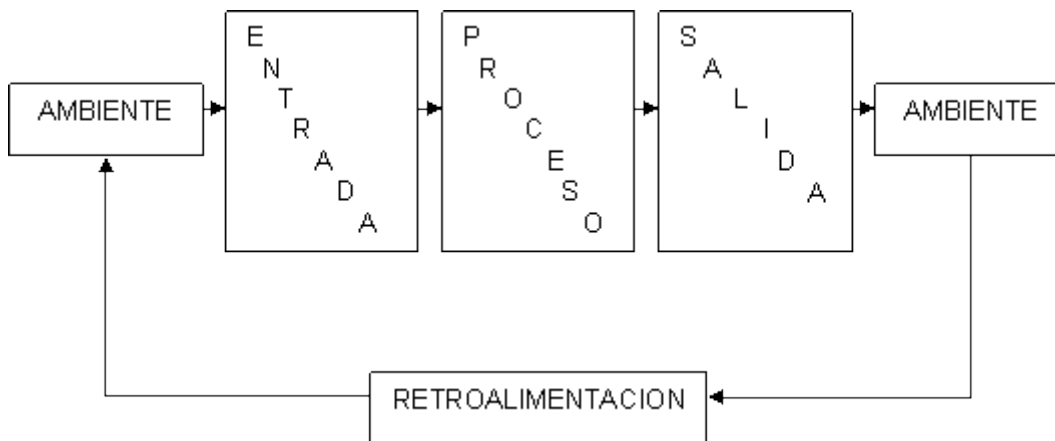 AMBIENTE
ENTRADA
PROCESO
SALIDA
AMBIENTE
RETROALIMENTACION